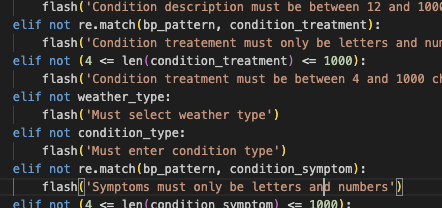 flash('Condition description must be between 12 and 1000
elif not re.match(bp_pattern, condition_treatment):
flash('Condition treatement must only be letters and num
elif not (4 <= len(condition_treatment) <= 1000):
flash('Condition treatment must be between 4 and 1000 ch
elif not weather_type:
flash('Must select weather type')
elif not condition_type:
flash('Must enter condition type')
elif not re.match(bp_pattern, condition_symptom):
flash('Symptoms must only be letters and numbers')
elif not (4 <= len(condition_symptom) <= 1000):